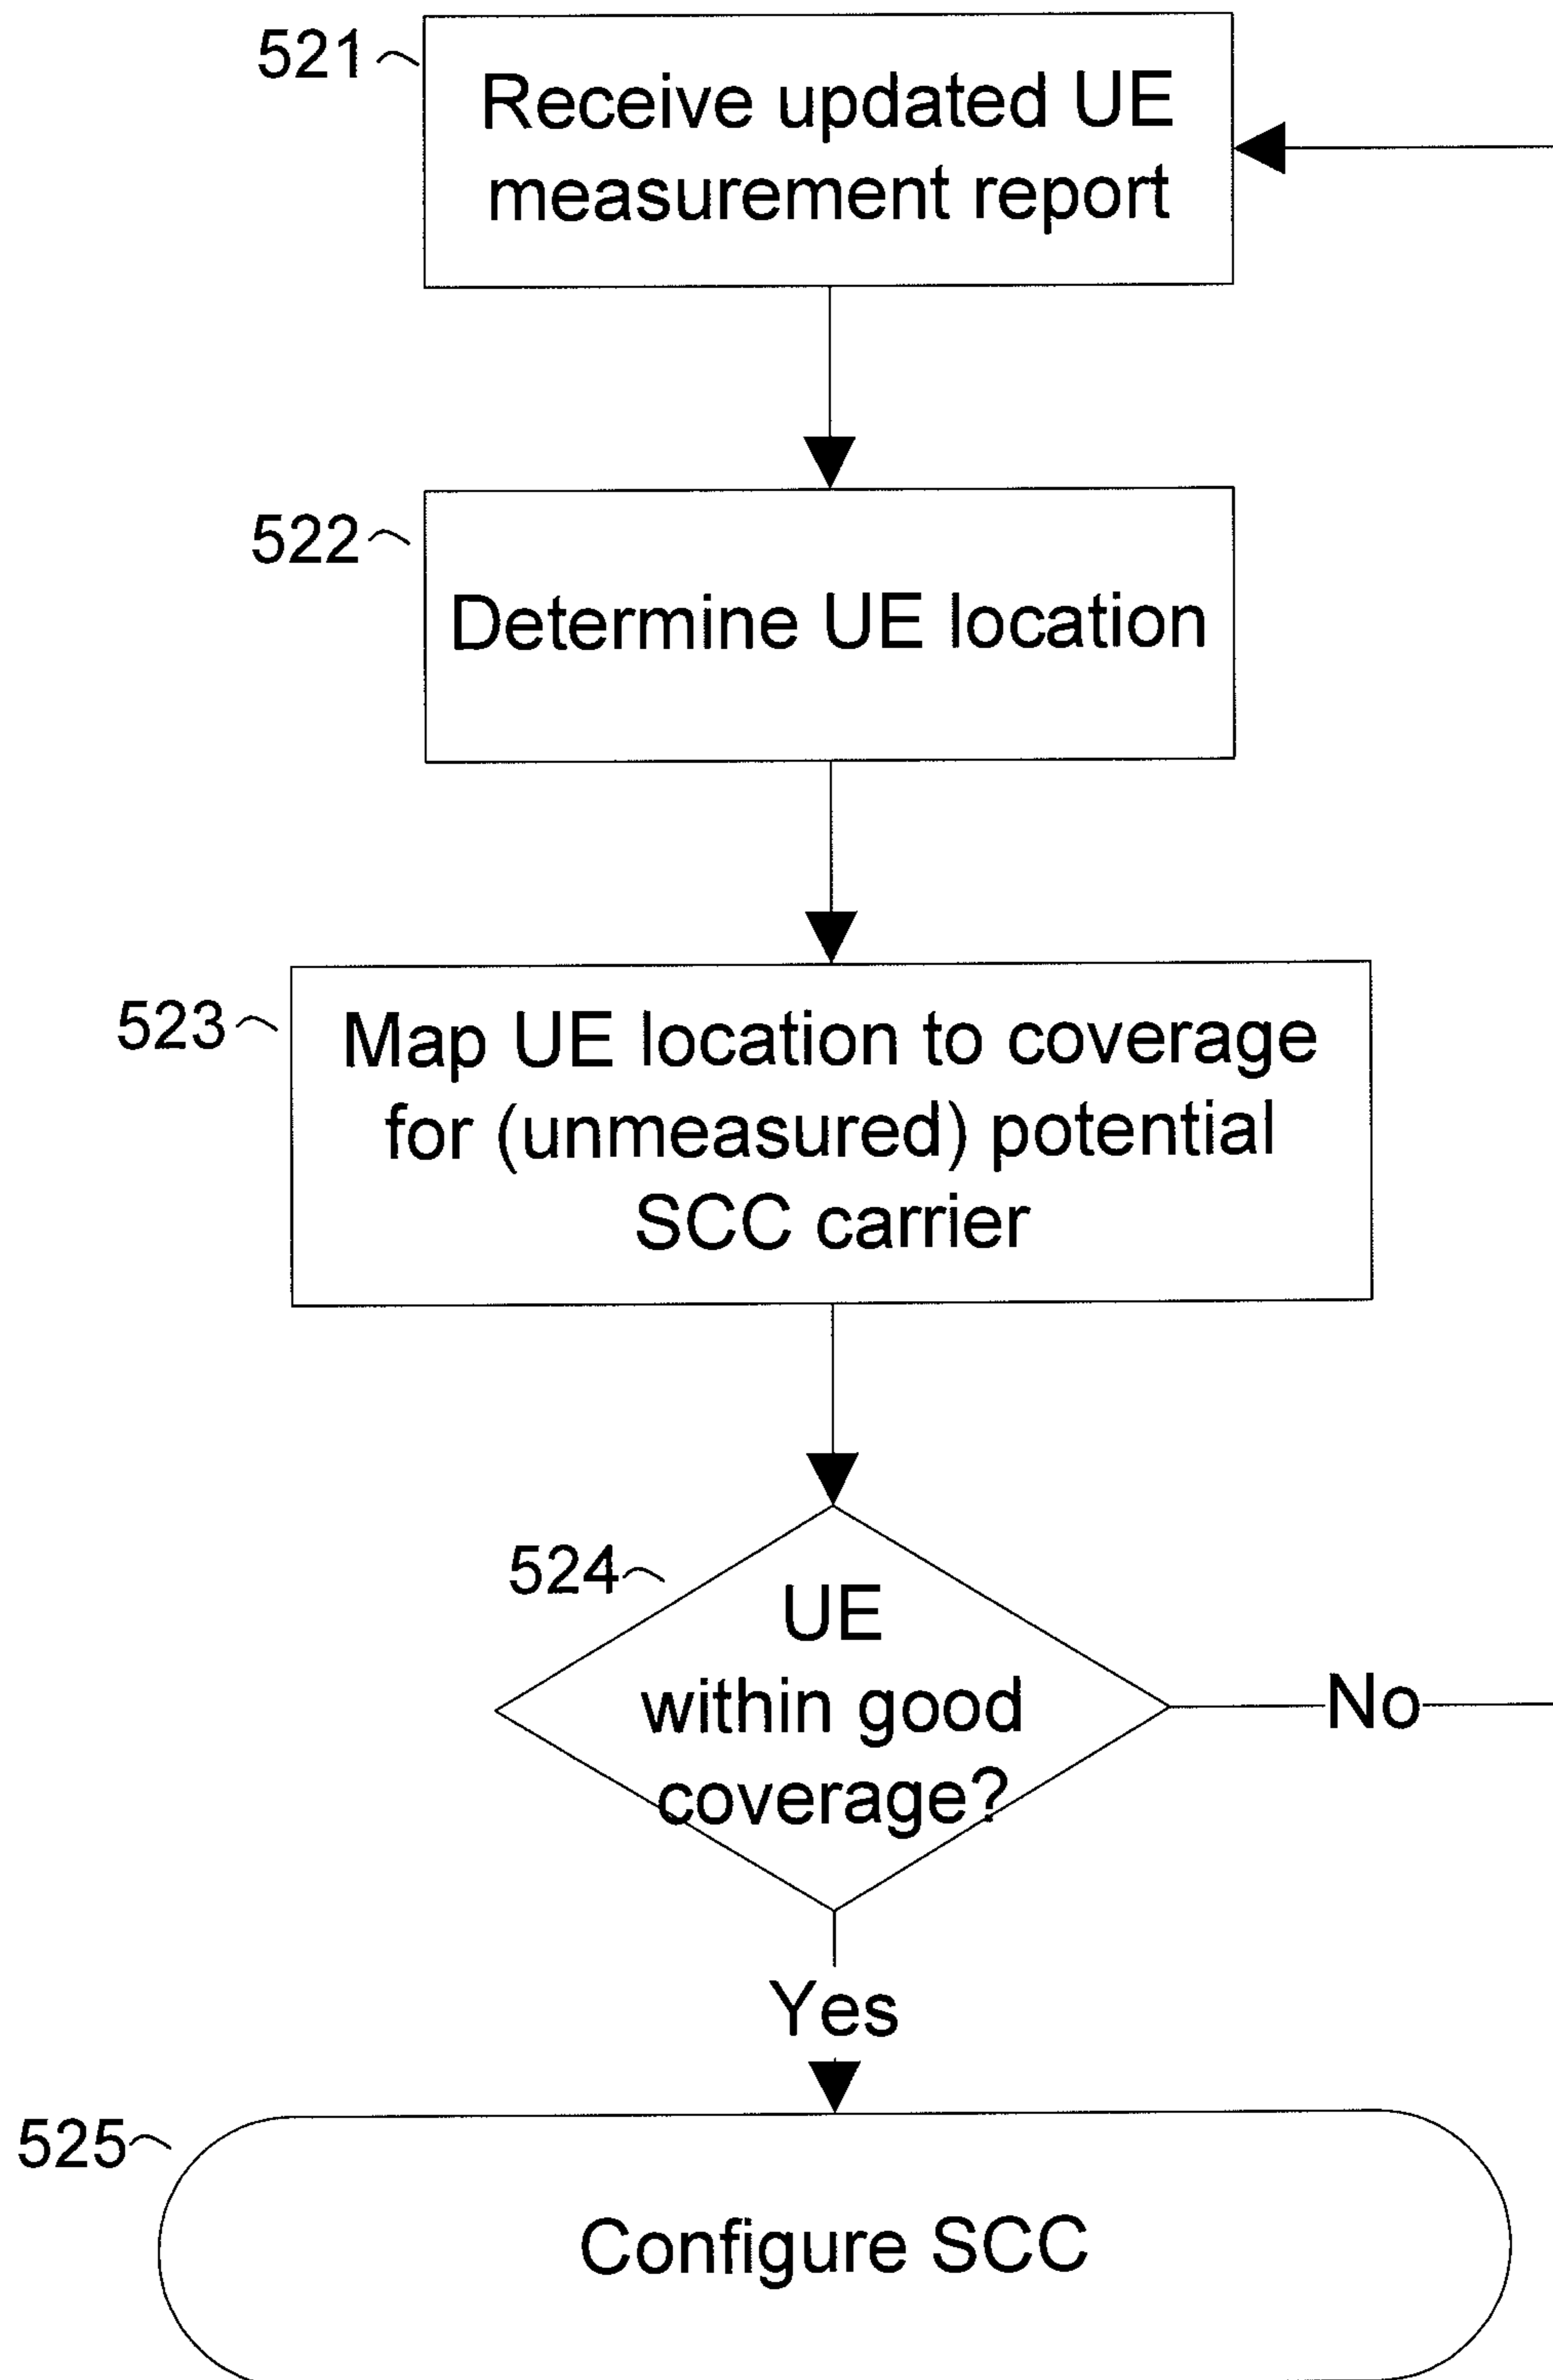 521
Receive updated UE
measurement report
522
Determine UE location
523
Map UE location to coverage
for (unmeasured) potential
SCC carrier
524
UE
within good
coverage?
No
Yes
525
Configure SCC